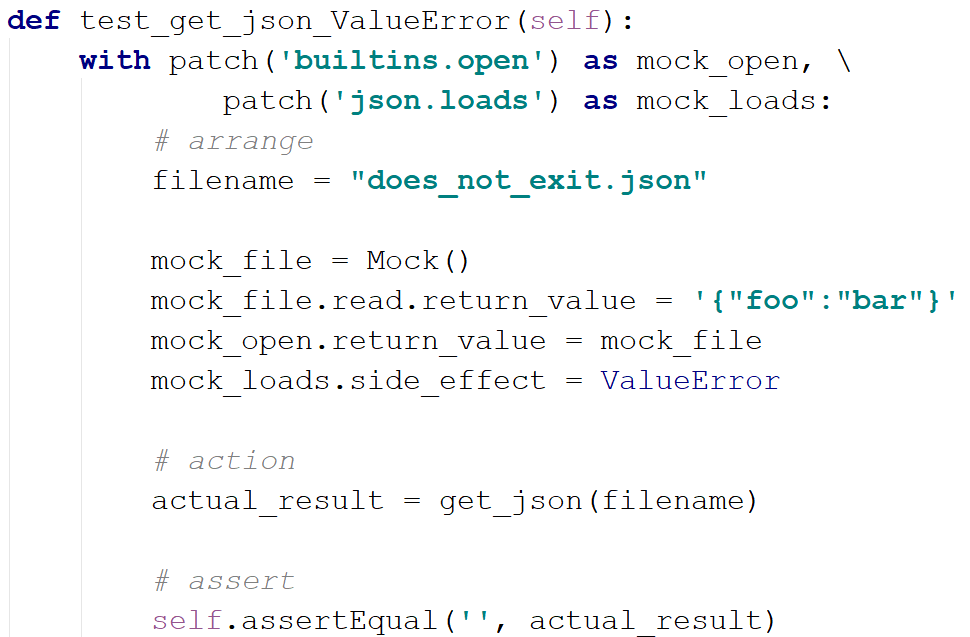 def test_get_json_ValueError(self):
with patch('builtins.open') as mock_open, \
patch('json.loads') as mock_loads:
# arrange
filename = "does_not_exit.json"
mock_file = Mock()
mock_file.read.return_value = '{"foo":"bar"}'
mock_open.return_value = mock_file
mock_loads.side_effect = ValueError
# action
actual_result = get_json(filename)
# assert
self.assertEqual('', actual_result)